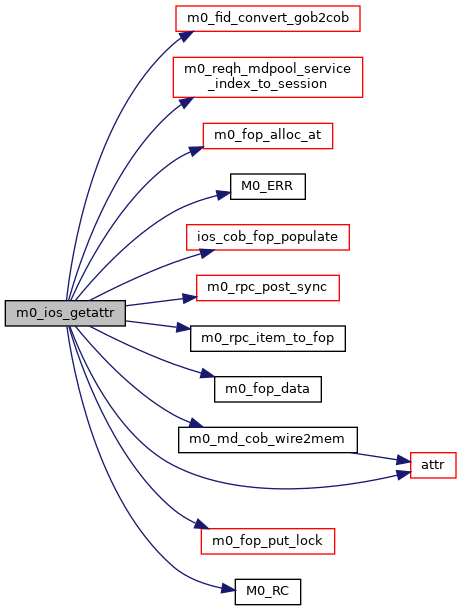 m0_fid_convert_gob2cob
m0_reqh_mdpool_service
_index_to_session
m0_fop_alloc_at
M0_ERR
ios_cob_fop_populate
m0_rpc_post_sync
m0_ios_getattr
m0_rpc_item_to_fop
m0_fop_data
m0_md_cob_wire2mem
attr
m0_fop_put_lock
M0_RC